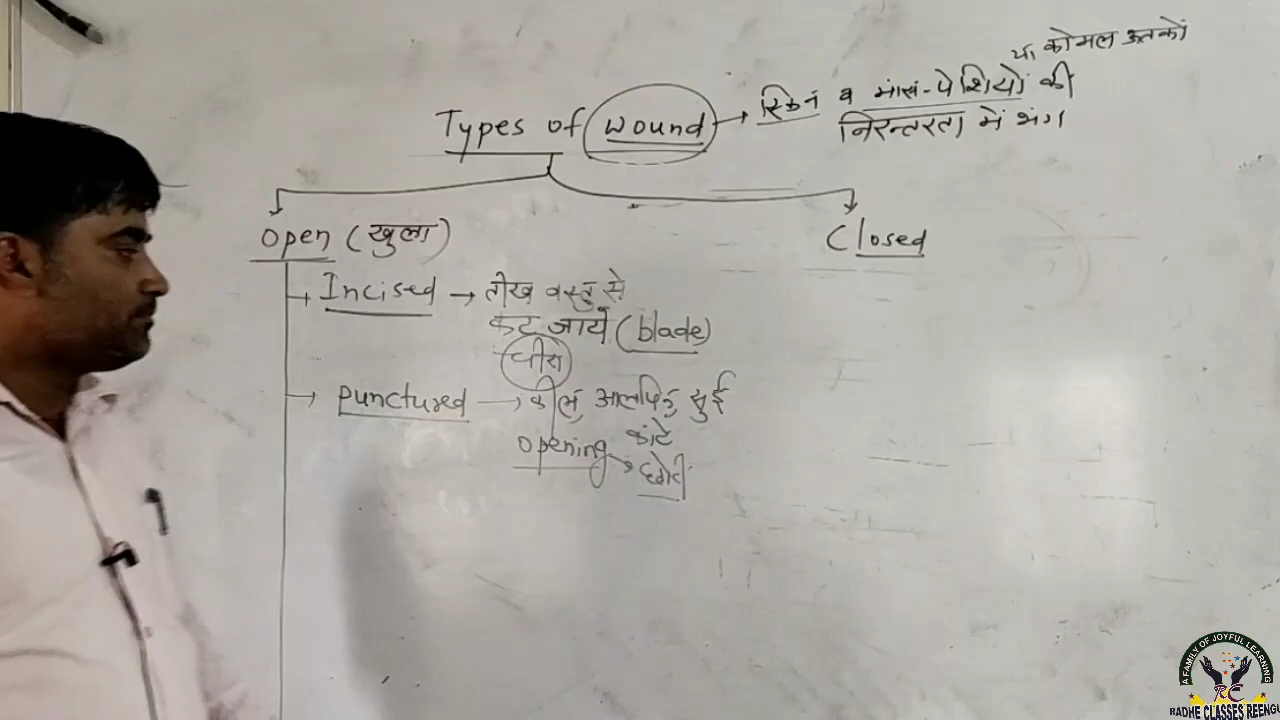 या कोमल ऊतकों
Types of Wound → स्किन व मांस-पेशियों की
निरन्तरता में भंग
Open (खुला)
Closed
→ Incised → तीख वस्तु से
कट जाये (blade)
चीरा
→ Punctured → कील, आलपिन, सुई
opening कांटे
→ छोटी
A FAMILY OF JOYFUL LEARNING
RC
RADHE CLASSES REENGU